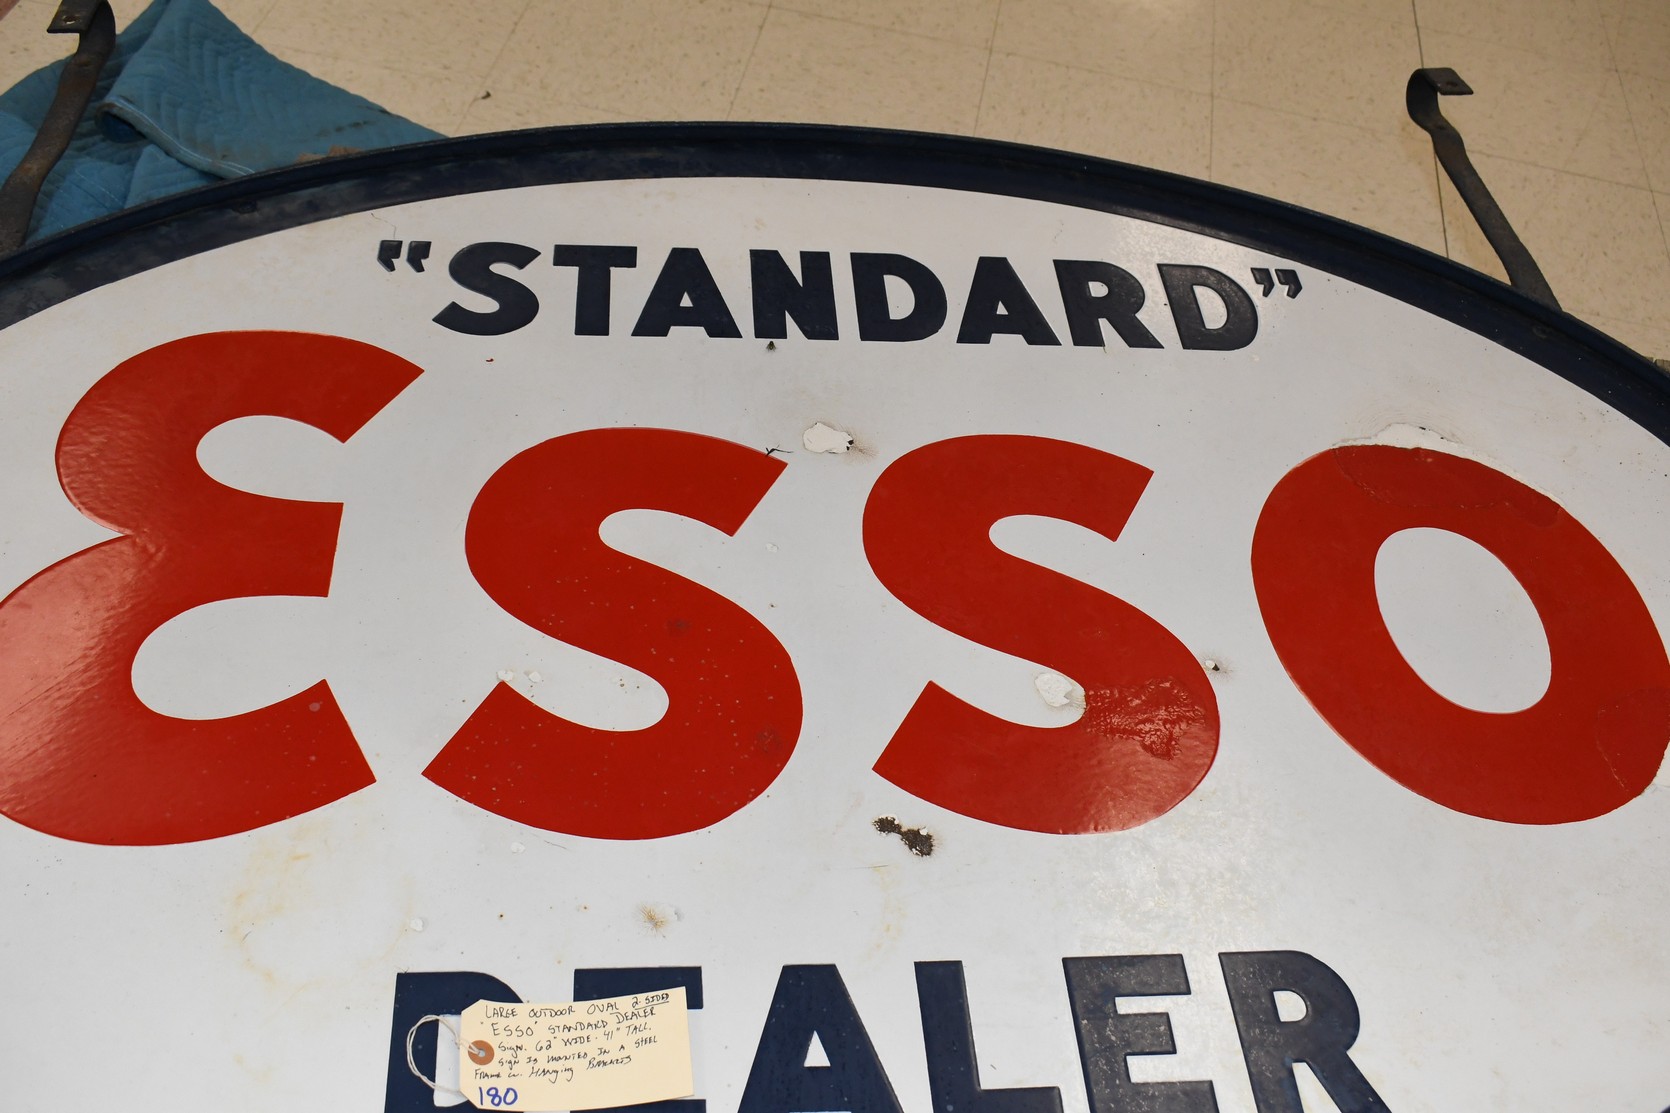 "STANDARD"
ESSO
DEALER
LARGE OUTDOOR OVAL 2-SIDED
"ESSO" STANDARD DEALER
Sign. 62" WIDE - 41" TALL.
Sign Is MOUNTED IN A STEEL
FRAME w. HANging BRACKETS
180